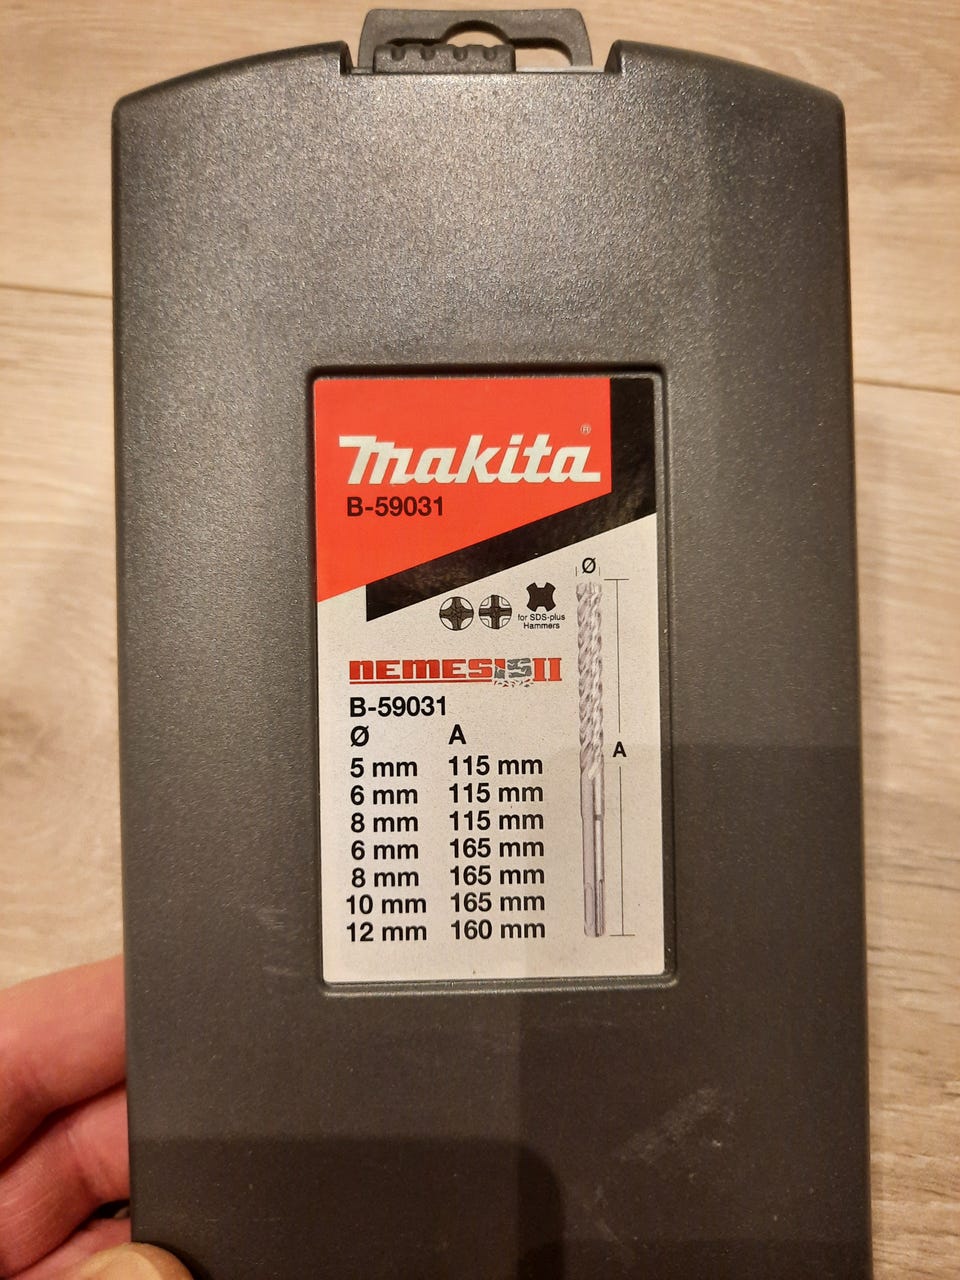 makita®
B-59031
Ø
for SDS-plus
Hammers
NEMESIS II
B-59031
Ø A
5 mm 115 mm
6 mm 115 mm
8 mm 115 mm
6 mm 165 mm
8 mm 165 mm
10 mm 165 mm
12 mm 160 mm
A